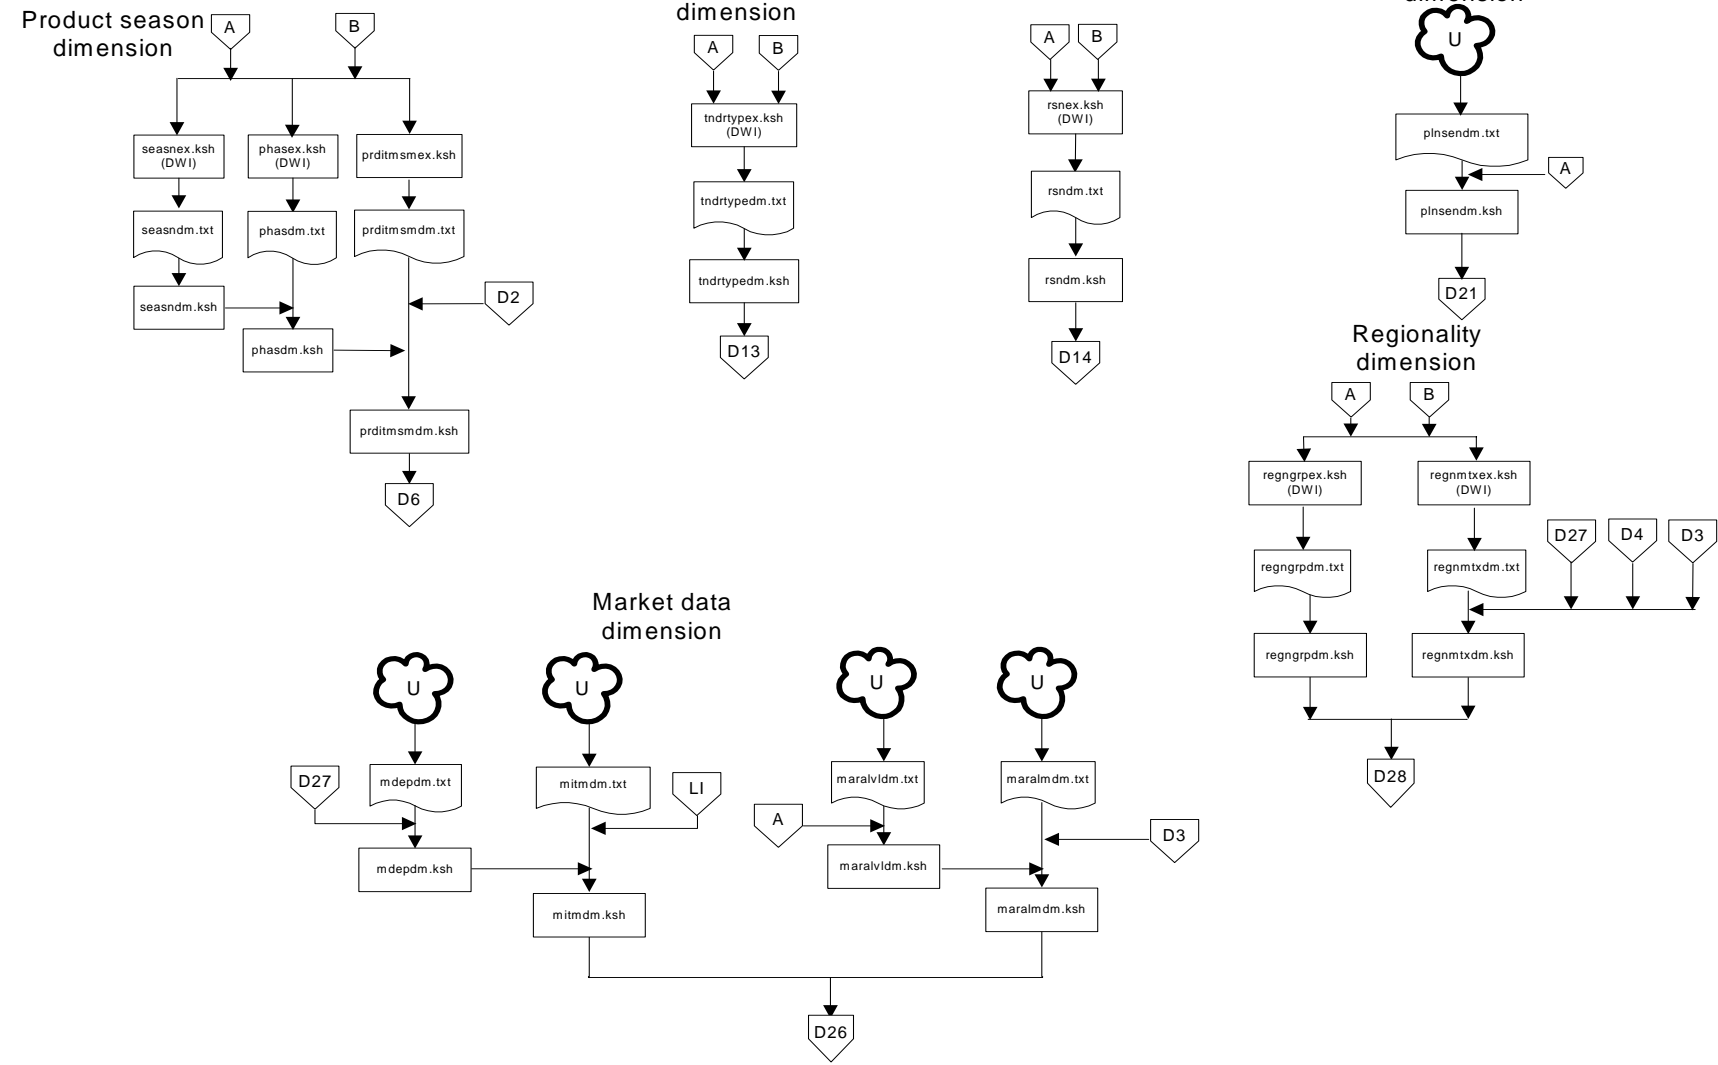 Product season
dimension
A
B
seasnex.ksh
(DWI)
phasex.ksh
(DWI)
prditmsmex.ksh
seasndm.txt
phasdm.txt
prditmsmdm.txt
seasndm.ksh
D2
phasdm.ksh
prditmsmdm.ksh
D6
dimension
A
B
tndrtypex.ksh
(DWI)
tndrtypedm.txt
tndrtypedm.ksh
D13
A
B
rsnex.ksh
(DWI)
rsndm.txt
rsndm.ksh
D14
dimension
U
plnsendm.txt
A
plnsendm.ksh
D21
Regionality
dimension
A
B
regngrpex.ksh
(DWI)
regnmtxex.ksh
(DWI)
D27
D4
D3
regngrpdm.txt
regnmtxdm.txt
regngrpdm.ksh
regnmtxdm.ksh
D28
Market data
dimension
U
U
U
U
D27
mdepdm.txt
mitmdm.txt
LI
maralvldm.txt
maralmdm.txt
A
D3
mdepdm.ksh
maralvldm.ksh
mitmdm.ksh
maralmdm.ksh
D26